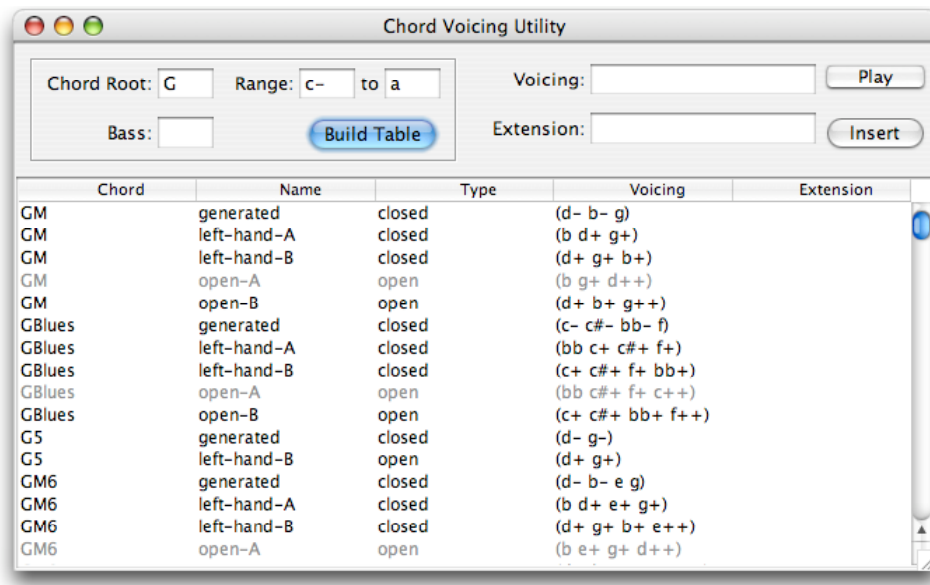 Chord Voicing Utility
Chord Root: G Range: c- to a Voicing: Play
Bass: Build Table Extension: Insert
Chord Name Type Voicing Extension
GM generated closed (d- b- g)
GM left-hand-A closed (b d+ g+)
GM left-hand-B closed (d+ g+ b+)
GM open-A open (b g+ d++)
GM open-B open (d+ b+ g++)
GBlues generated closed (c- c#- bb- f)
GBlues left-hand-A closed (bb c+ c#+ f+)
GBlues left-hand-B closed (c+ c#+ f+ bb+)
GBlues open-A open (bb c#+ f+ c++)
GBlues open-B open (c+ c#+ bb+ f++)
G5 generated closed (d- g-)
G5 left-hand-B open (d+ g+)
GM6 generated closed (d- b- e g)
GM6 left-hand-A closed (b d+ e+ g+)
GM6 left-hand-B closed (d+ g+ b+ e++)
GM6 open-A open (b e+ g+ d++)